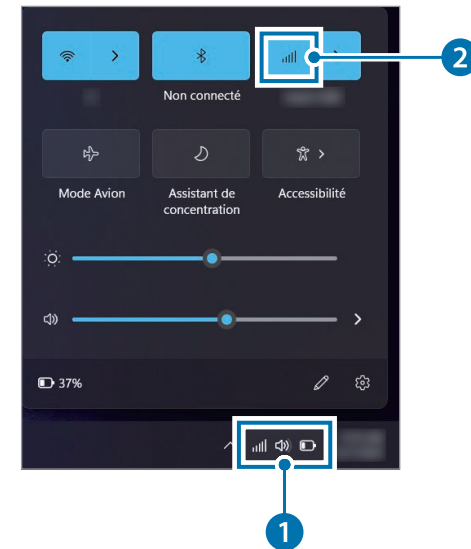 2
Non connecté
Mode Avion
Assistant de
concentration
Accessibilité
37%
1